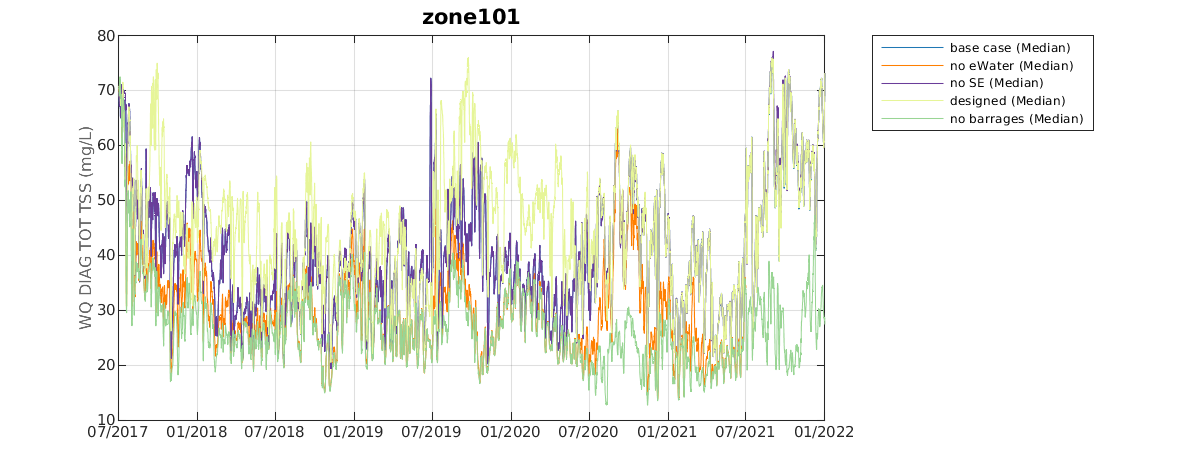 zone101
80
70
60
50
40
30
20
10
WQ DIAG TOT TSS (mg/L)
07/2017 01/2018 07/2018 01/2019 07/2019 01/2020 07/2020 01/2021 07/2021 01/2022
base case (Median)
no eWater (Median)
no SE (Median)
designed (Median)
no barrages (Median)